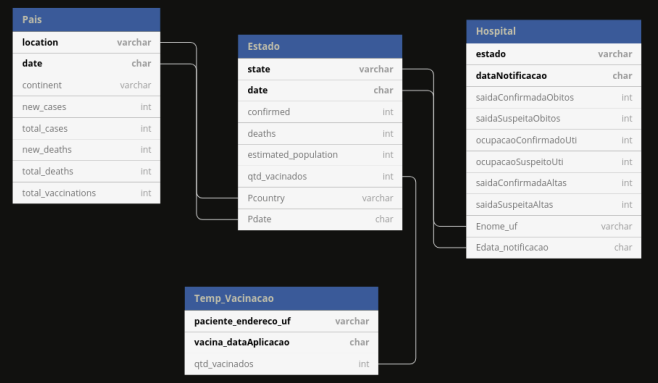 Pais
location varchar
date char
continent varchar
new_cases int
total_cases int
new_deaths int
total_deaths int
total_vaccinations int
Estado
state varchar
date char
confirmed int
deaths int
estimated_population int
qtd_vacinados int
Pcountry varchar
Pdate char
Hospital
estado varchar
dataNotificacao char
saidaConfirmadaObitos int
saidaSuspeitaObitos int
ocupacaoConfirmadoUti int
ocupacaoSuspeitoUti int
saidaConfirmadaAltas int
saidaSuspeitaAltas int
Enome_uf varchar
Edata_notificacao char
Temp_Vacinacao
paciente_endereco_uf varchar
vacina_dataAplicacao char
qtd_vacinados int